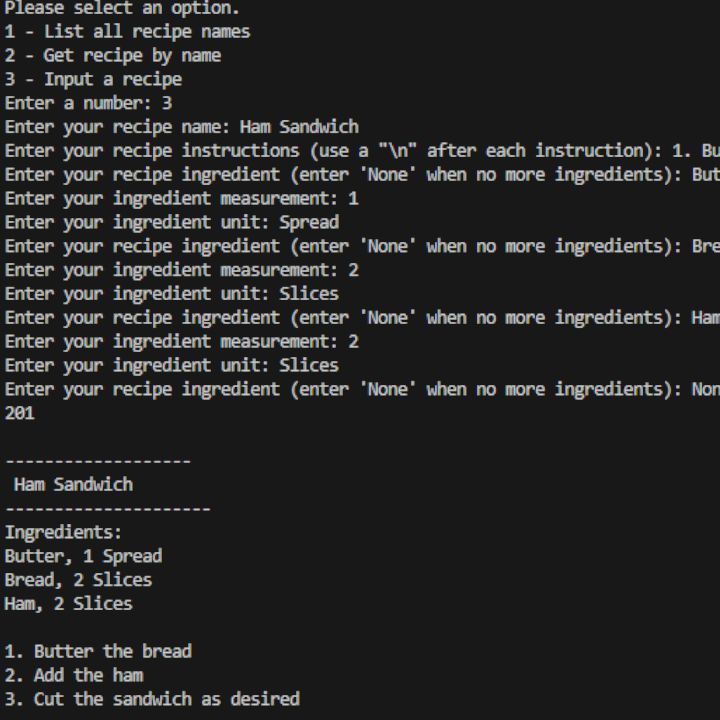 Please select an option.
1 - List all recipe names
2 - Get recipe by name
3 - Input a recipe
Enter a number: 3
Enter your recipe name: Ham Sandwich
Enter your recipe instructions (use a "\n" after each instruction): 1. Bu
Enter your recipe ingredient (enter 'None' when no more ingredients): But
Enter your ingredient measurement: 1
Enter your ingredient unit: Spread
Enter your recipe ingredient (enter 'None' when no more ingredients): Bre
Enter your ingredient measurement: 2
Enter your ingredient unit: Slices
Enter your recipe ingredient (enter 'None' when no more ingredients): Ham
Enter your ingredient measurement: 2
Enter your ingredient unit: Slices
Enter your recipe ingredient (enter 'None' when no more ingredients): Non
201
-------------------
Ham Sandwich
---------------------
Ingredients:
Butter, 1 Spread
Bread, 2 Slices
Ham, 2 Slices
1. Butter the bread
2. Add the ham
3. Cut the sandwich as desired